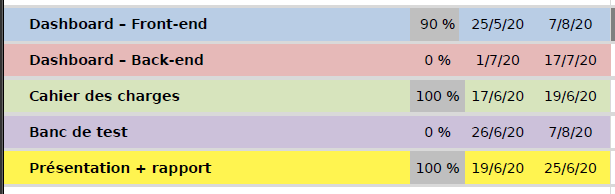 Dashboard – Front-end 90 % 25/5/20 7/8/20
Dashboard – Back-end 0 % 1/7/20 17/7/20
Cahier des charges 100 % 17/6/20 19/6/20
Banc de test 0 % 26/6/20 7/8/20
Présentation + rapport 100 % 19/6/20 25/6/20